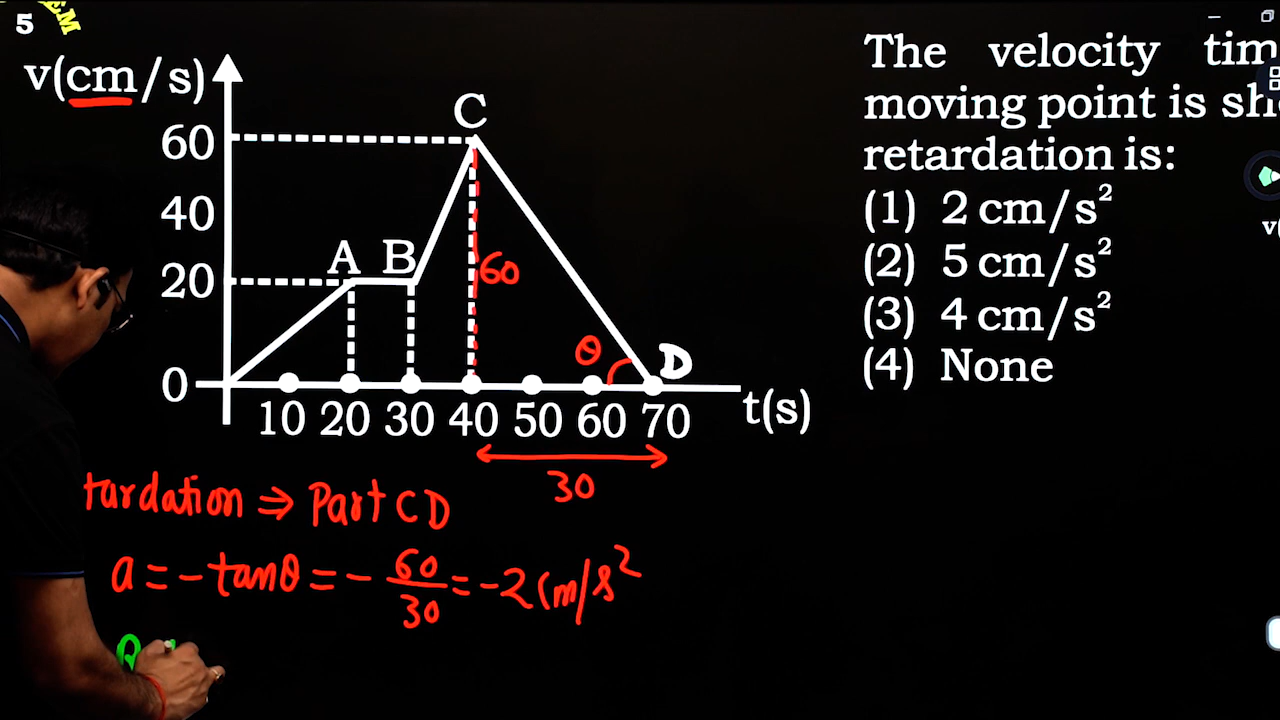 5
v(cm/s)
60
40
20
0
A
B
C
D
60
θ
10 20 30 40 50 60 70
t(s)
30
tardation ⇒ Part CD
a = -tanθ = - 60/30 = -2 cm/s²
The velocity tim
moving point is sh
retardation is:
(1) 2 cm/s²
(2) 5 cm/s²
(3) 4 cm/s²
(4) None